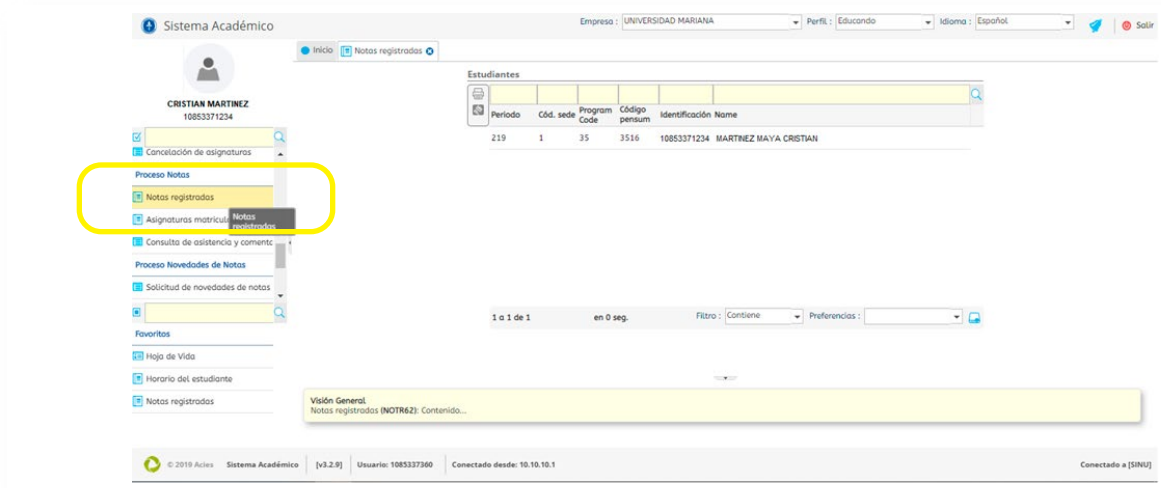 Sistema Académico
Empresa : UNIVERSIDAD MARIANA Perfil : Educando Idioma : Español Salir
Inicio Notas registradas
CRISTIAN MARTINEZ
10853371234
Cancelación de asignaturas
Proceso Notas
Notas registradas
Asignaturas matricul
Notas registradas
Consulta de asistencia y comentc
Proceso Novedades de Notas
Solicitud de novedades de notas
Favoritos
Hoja de Vida
Horario del estudiante
Notas registradas
Estudiantes
Periodo Cód. sede Program Code Código pensum Identificación Name
219 1 35 3516 10853371234 MARTINEZ MAYA CRISTIAN
1 a 1 de 1 en 0 seg. Filtro : Contiene Preferencias :
Visión General
Notas registradas (NOTR62): Contenido...
© 2019 Acies Sistema Académico [v3.2.9] Usuario: 1085337360 Conectado desde: 10.10.10.1 Conectado a [SINU]